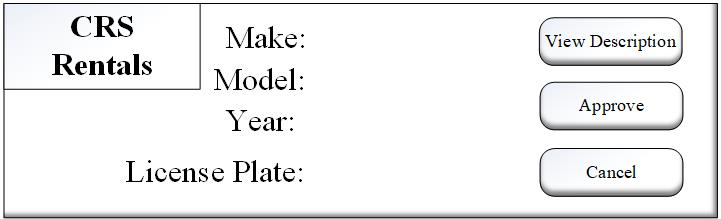 CRS
Rentals
Make:
Model:
Year:
License Plate:
View Description
Approve
Cancel